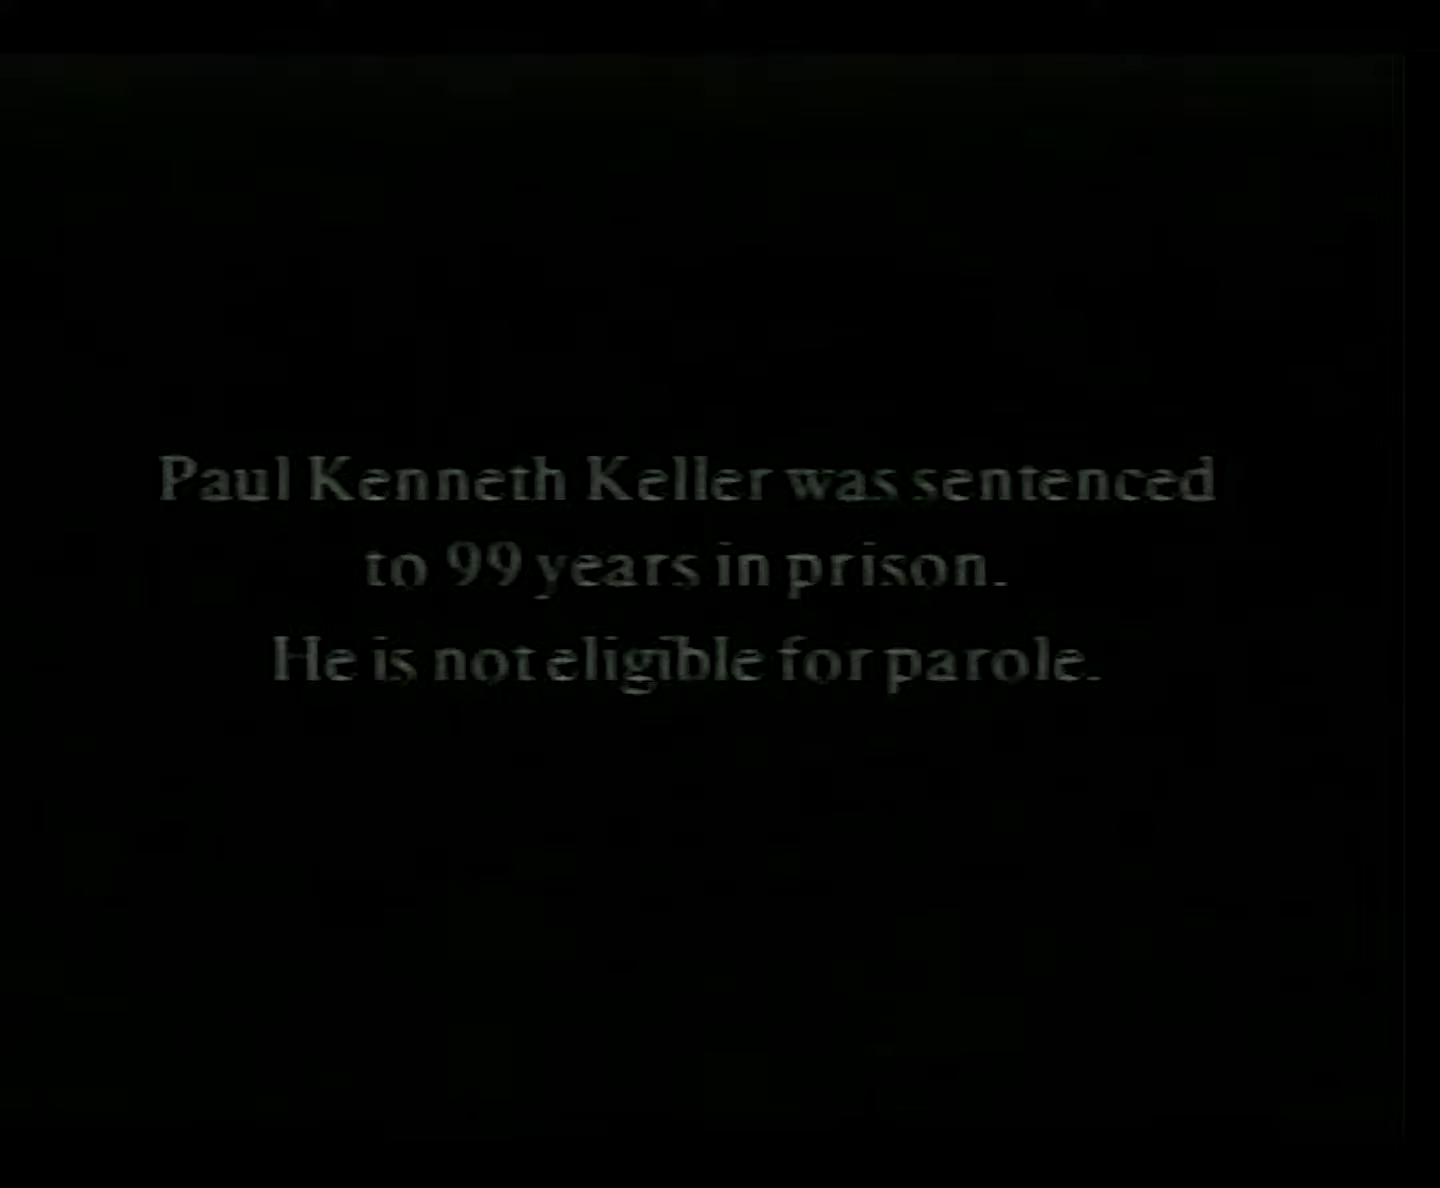 Paul Kenneth Keller was sentenced
to 99 years in prison.
He is not eligible for parole.